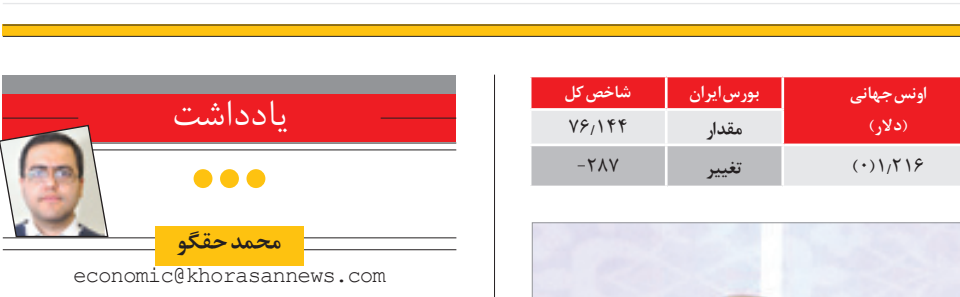 اونس جهانی
(دلار)
۱٫۲۱۶(۰)
بورس ایران شاخص کل
مقدار ۷۶٫۱۴۴
تغییر -۲۸۷
یادداشت
محمد حقگو
economic@khorasannews.com